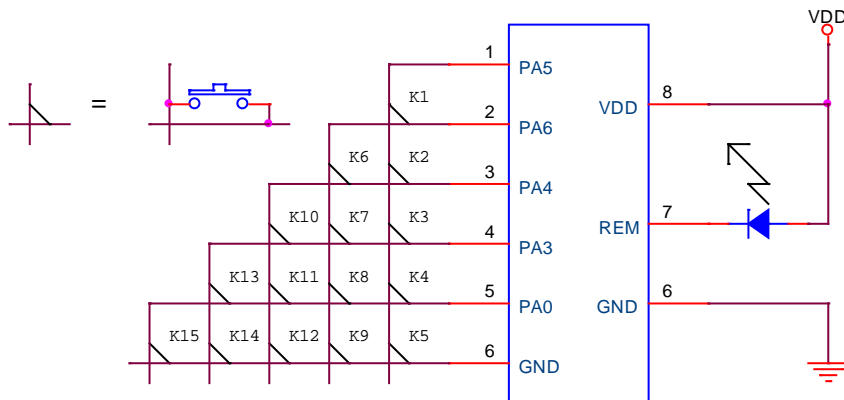 VDD
1
PA5
K1
8
VDD
=
2
PA6
K6
K2
3
PA4
K10
K7
K3
7
REM
4
PA3
K13
K11
K8
K4
5
PA0
6
GND
K15
K14
K12
K9
K5
6
GND